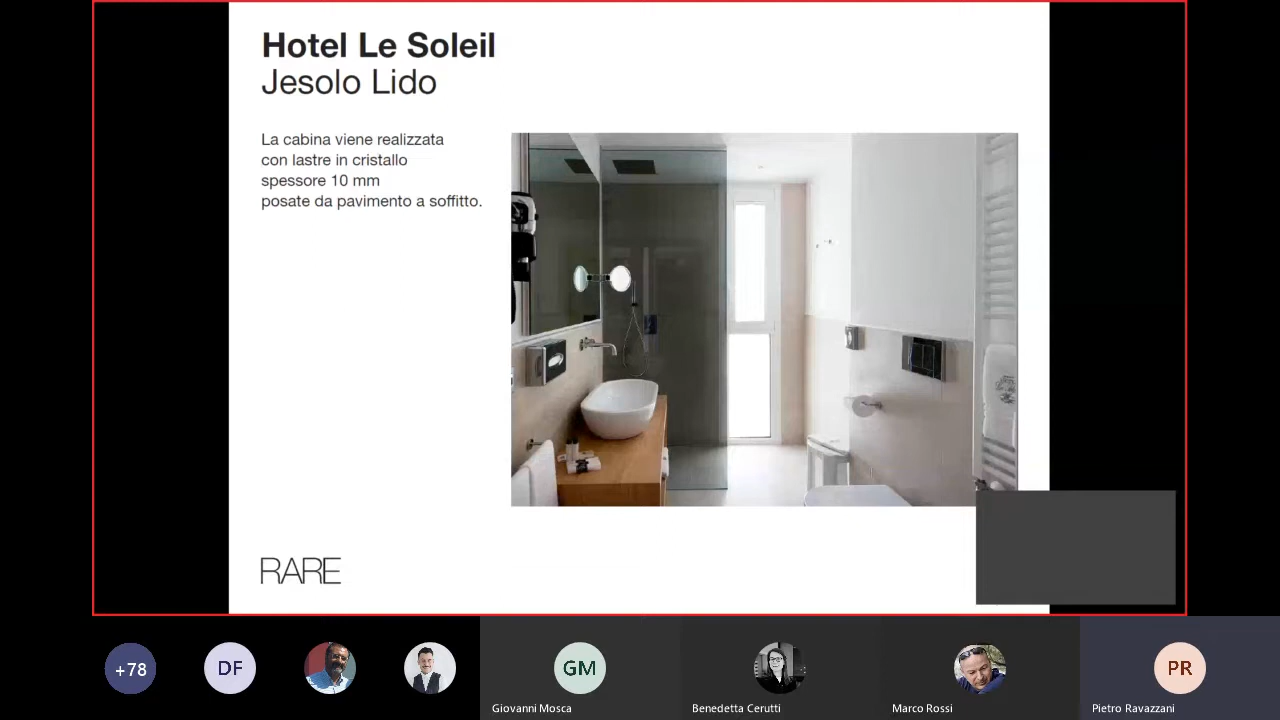 Hotel Le Soleil
Jesolo Lido
La cabina viene realizzata
con lastre in cristallo
spessore 10 mm
posate da pavimento a soffitto.
RARE
+78
DF
GM
PR
Giovanni Mosca
Benedetta Cerutti
Marco Rossi
Pietro Ravazzani